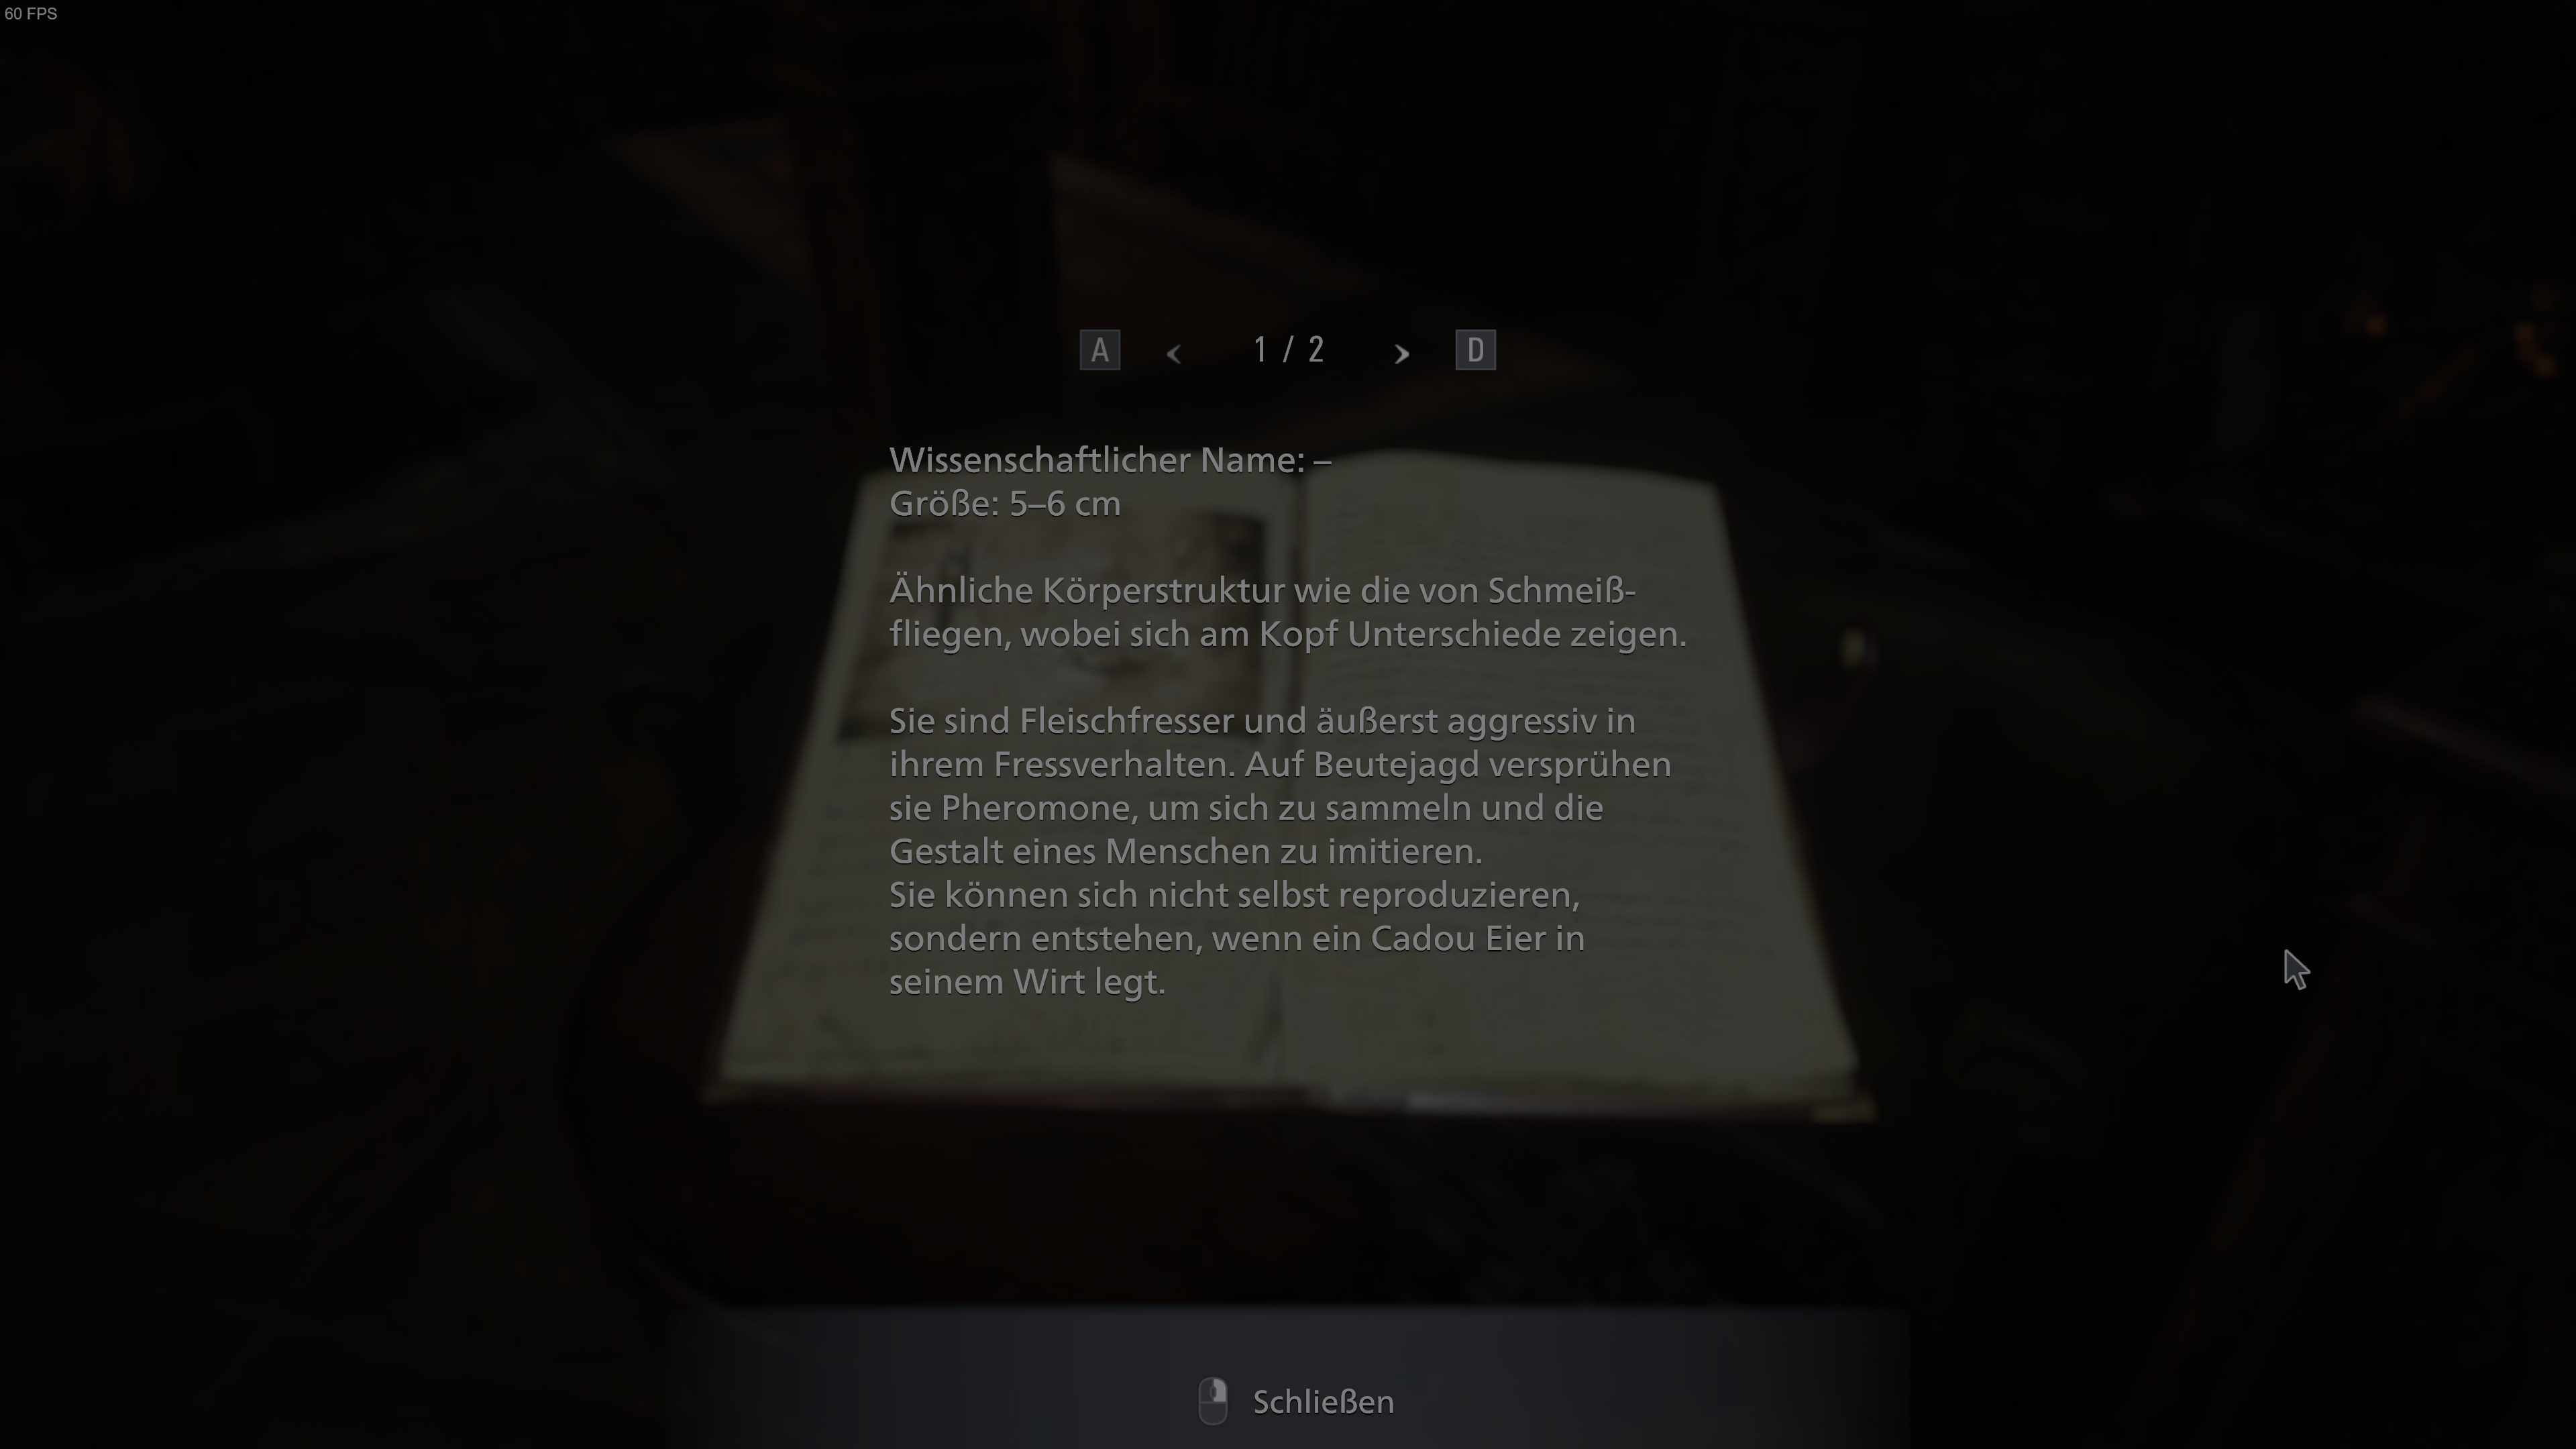 60 FPS
A < 1 / 2 > D
Wissenschaftlicher Name: –
Größe: 5–6 cm
Ähnliche Körperstruktur wie die von Schmeiß-
fliegen, wobei sich am Kopf Unterschiede zeigen.
Sie sind Fleischfresser und äußerst aggressiv in
ihrem Fressverhalten. Auf Beutejagd versprühen
sie Pheromone, um sich zu sammeln und die
Gestalt eines Menschen zu imitieren.
Sie können sich nicht selbst reproduzieren,
sondern entstehen, wenn ein Cadou Eier in
seinem Wirt legt.
Schließen